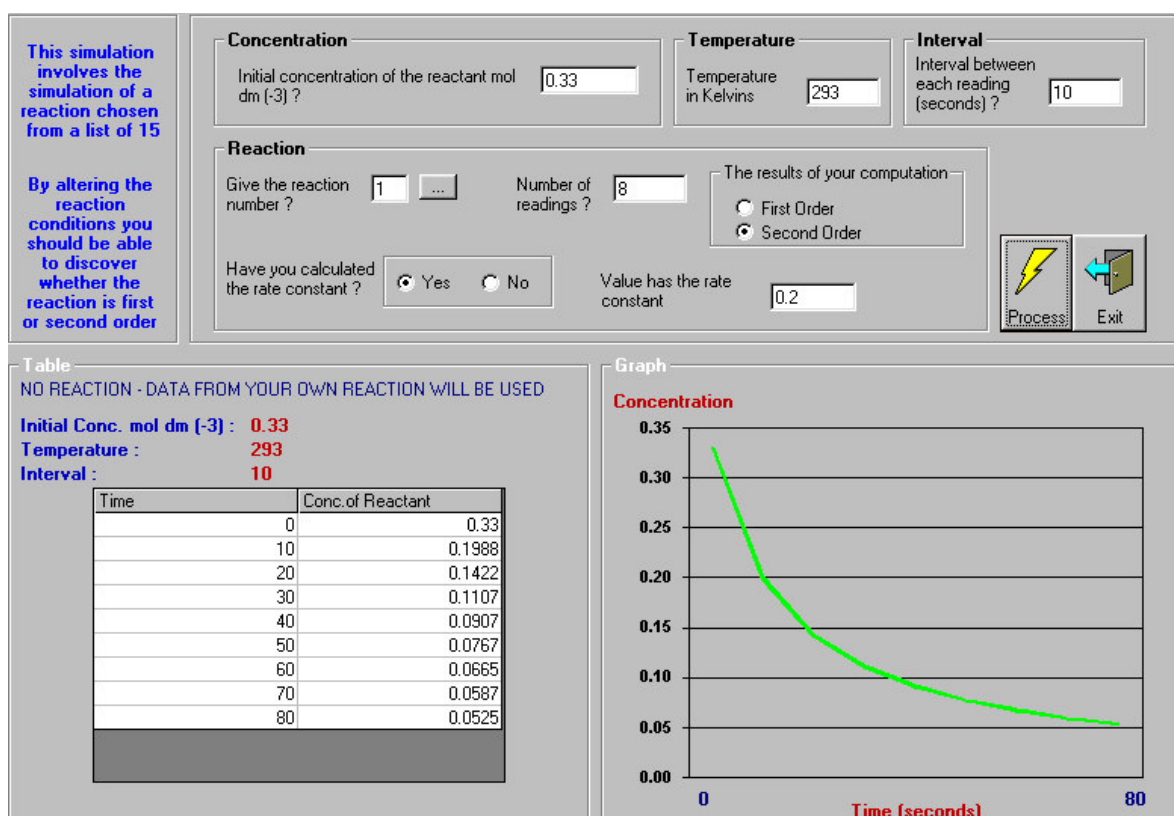 This simulation
involves the
simulation of a
reaction chosen
from a list of 15
By altering the
reaction
conditions you
should be able
to discover
whether the
reaction is first
or second order
Concentration
Initial concentration of the reactant mol
dm (-3) ?
0.33
Temperature
Temperature
in Kelvins
293
Interval
Interval between
each reading
(seconds) ?
10
Reaction
Give the reaction
number ?
1
...
Number of
readings ?
8
The results of your computation
First Order
Second Order
Have you calculated
the rate constant ?
Yes
No
Value has the rate
constant
0.2
Process
Exit
Table
NO REACTION - DATA FROM YOUR OWN REACTION WILL BE USED
Initial Conc. mol dm (-3) : 0.33
Temperature : 293
Interval : 10
Time Conc.of Reactant
0 0.33
10 0.1988
20 0.1422
30 0.1107
40 0.0907
50 0.0767
60 0.0665
70 0.0587
80 0.0525
Graph
Concentration
0.35
0.30
0.25
0.20
0.15
0.10
0.05
0.00
0 80
Time (seconds)